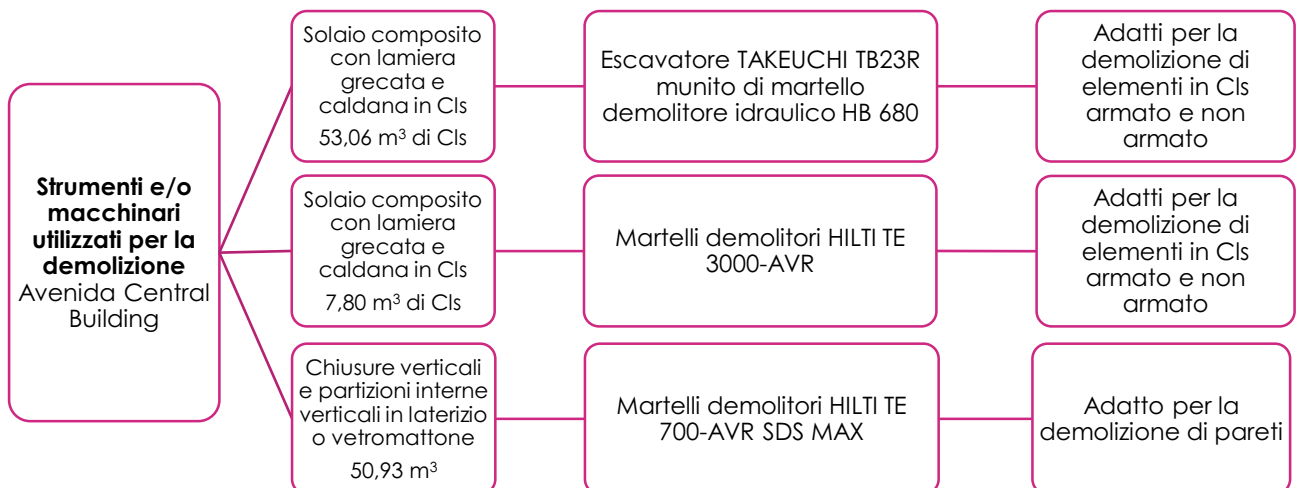 Strumenti e/o
macchinari
utilizzati per la
demolizione
Avenida Central
Building
Solaio composito
con lamiera
grecata e
caldana in Cls
53,06 m³ di Cls
Escavatore TAKEUCHI TB23R
munito di martello
demolitore idraulico HB 680
Adatti per la
demolizione di
elementi in Cls
armato e non
armato
Solaio composito
con lamiera
grecata e
caldana in Cls
7,80 m³ di Cls
Martelli demolitori HILTI TE
3000-AVR
Adatti per la
demolizione di
elementi in Cls
armato e non
armato
Chiusure verticali
e partizioni interne
verticali in laterizio
o vetromattone
50,93 m³
Martelli demolitori HILTI TE
700-AVR SDS MAX
Adatto per la
demolizione di pareti